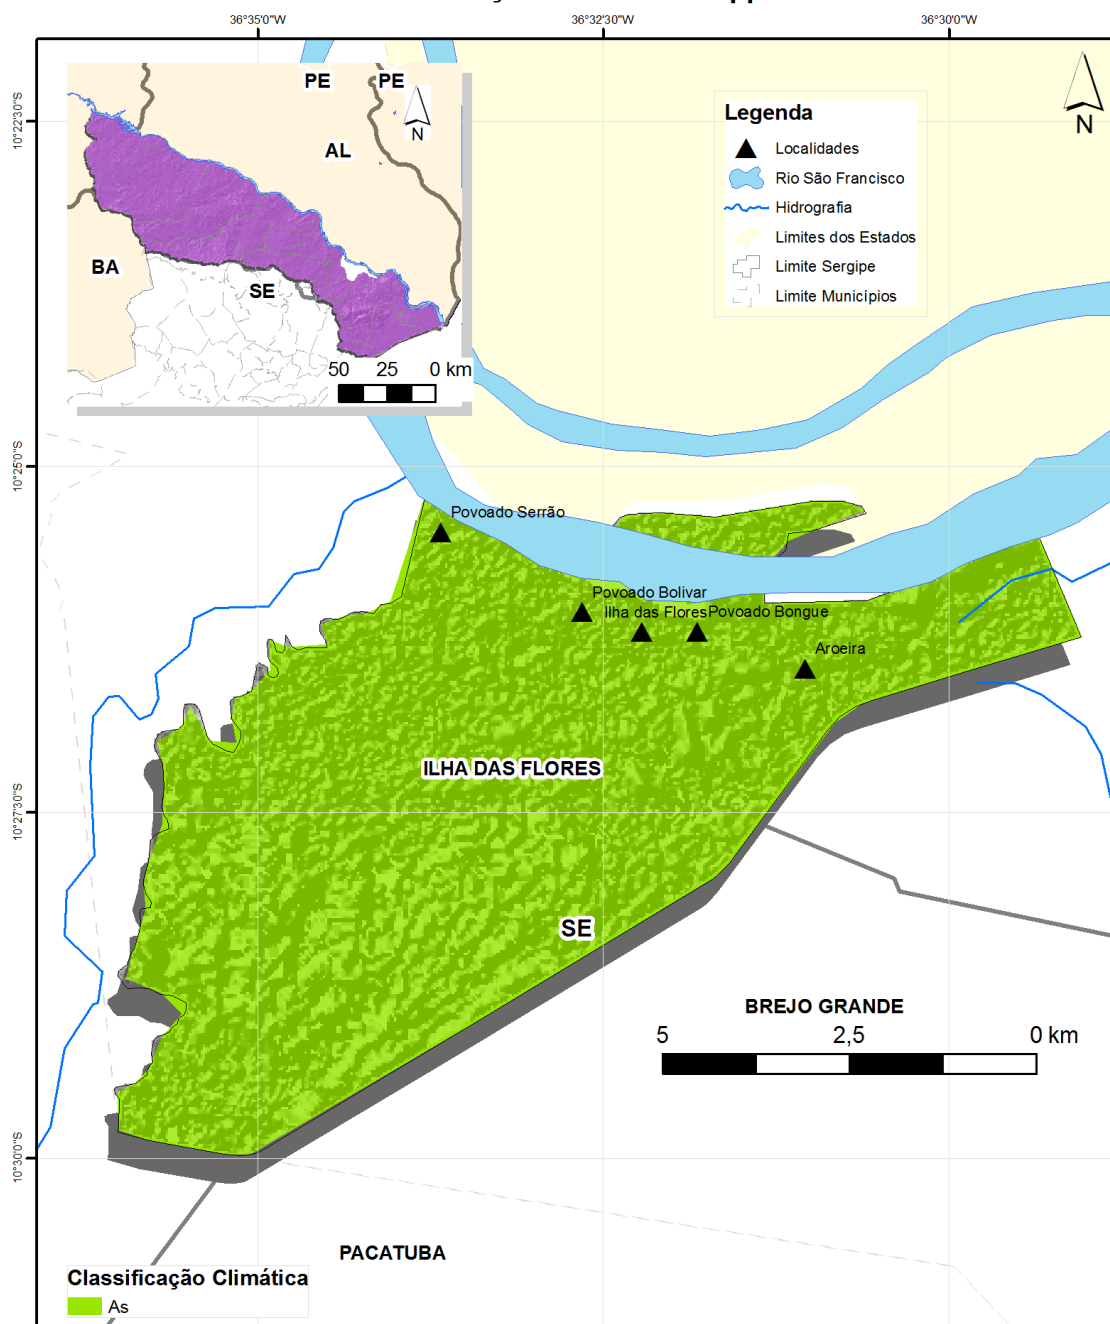 36°35'0"W
36°32'30"W
36°30'0"W
10°22'30"S
10°25'0"S
10°27'30"S
10°30'0"S
PE
PE
N
AL
BA
SE
50 25 0 km
Legenda
Localidades
Rio São Francisco
Hidrografia
Limites dos Estados
Limite Sergipe
Limite Municípios
N
Povoado Serrão
Povoado Bolivar
Ilha das Flores
Povoado Bongue
Aroeira
ILHA DAS FLORES
SE
BREJO GRANDE
5 2,5 0 km
PACATUBA
Classificação Climática
As